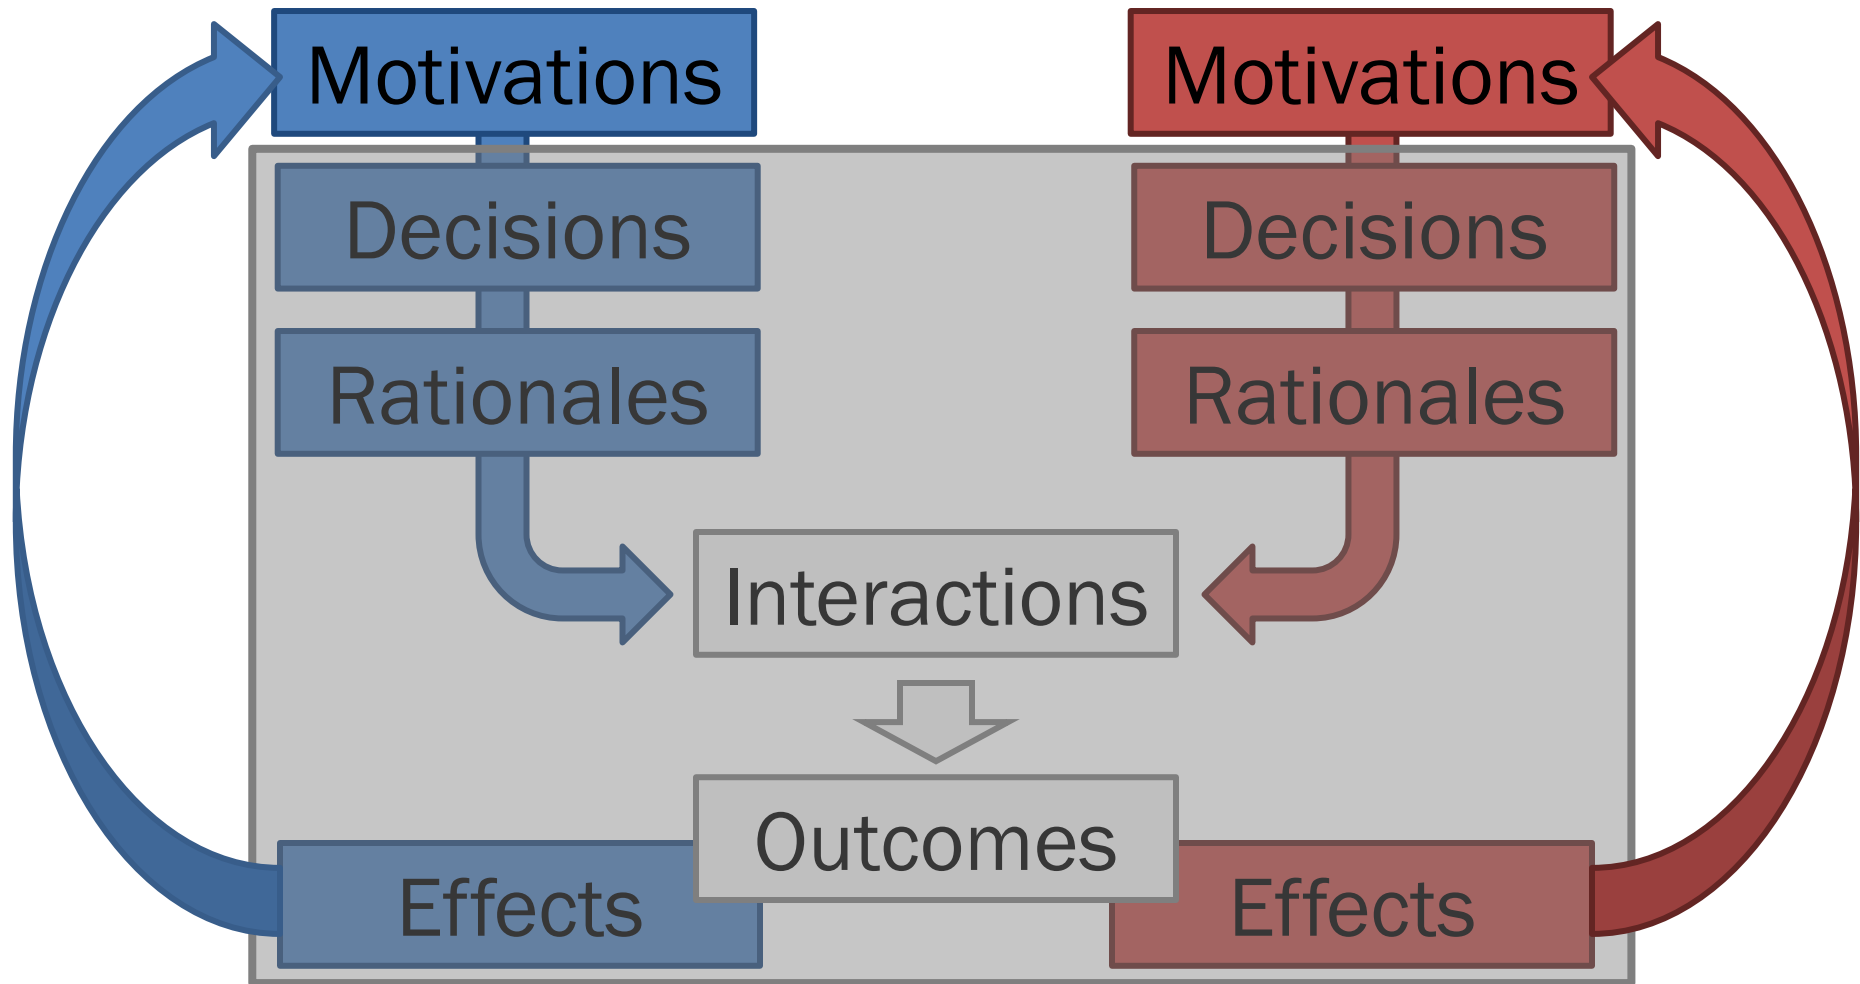 Motivations
Motivations
Decisions
Decisions
Rationales
Rationales
Interactions
Outcomes
Effects
Effects